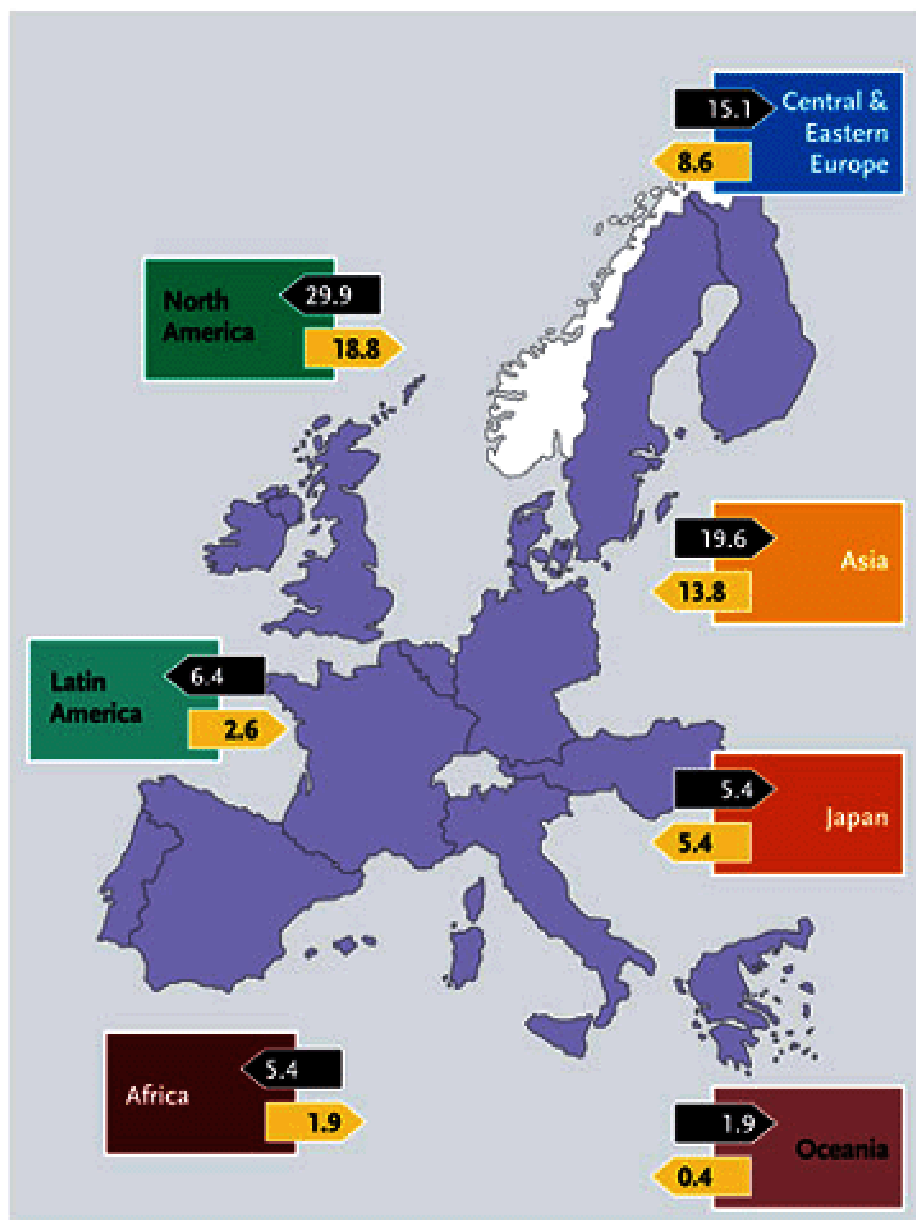 15.1
Central &
Eastern
Europe
8.6
North
America
29.9
18.8
19.6
Asia
13.8
Latin
America
6.4
2.6
5.4
Japan
5.4
Africa
5.4
1.9
1.9
Oceania
0.4